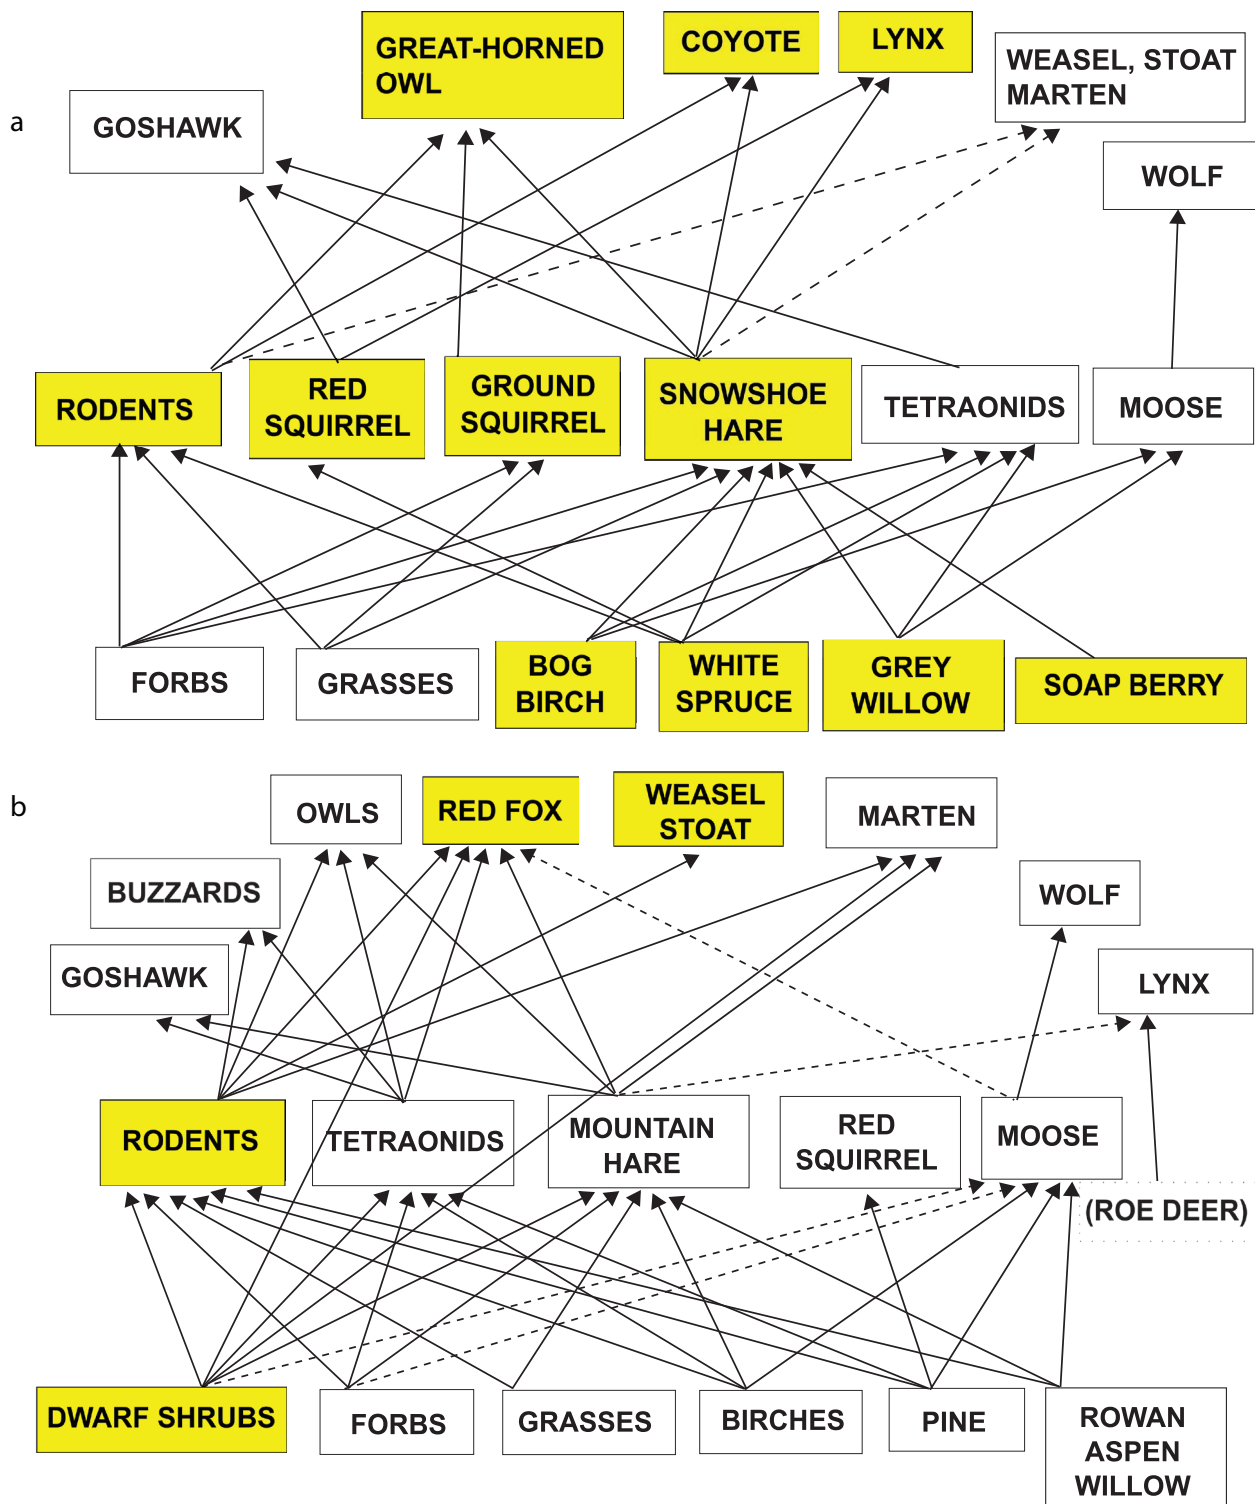 a
GREAT-HORNED
OWL
COYOTE
LYNX
WEASEL, STOAT
MARTEN
GOSHAWK
WOLF
RODENTS
RED
SQUIRREL
GROUND
SQUIRREL
SNOWSHOE
HARE
TETRAONIDS
MOOSE
FORBS
GRASSES
BOG
BIRCH
WHITE
SPRUCE
GREY
WILLOW
SOAP BERRY
b
OWLS
RED FOX
WEASEL
STOAT
MARTEN
BUZZARDS
WOLF
GOSHAWK
LYNX
RODENTS
TETRAONIDS
MOUNTAIN
HARE
RED
SQUIRREL
MOOSE
(ROE DEER)
DWARF SHRUBS
FORBS
GRASSES
BIRCHES
PINE
ROWAN
ASPEN
WILLOW